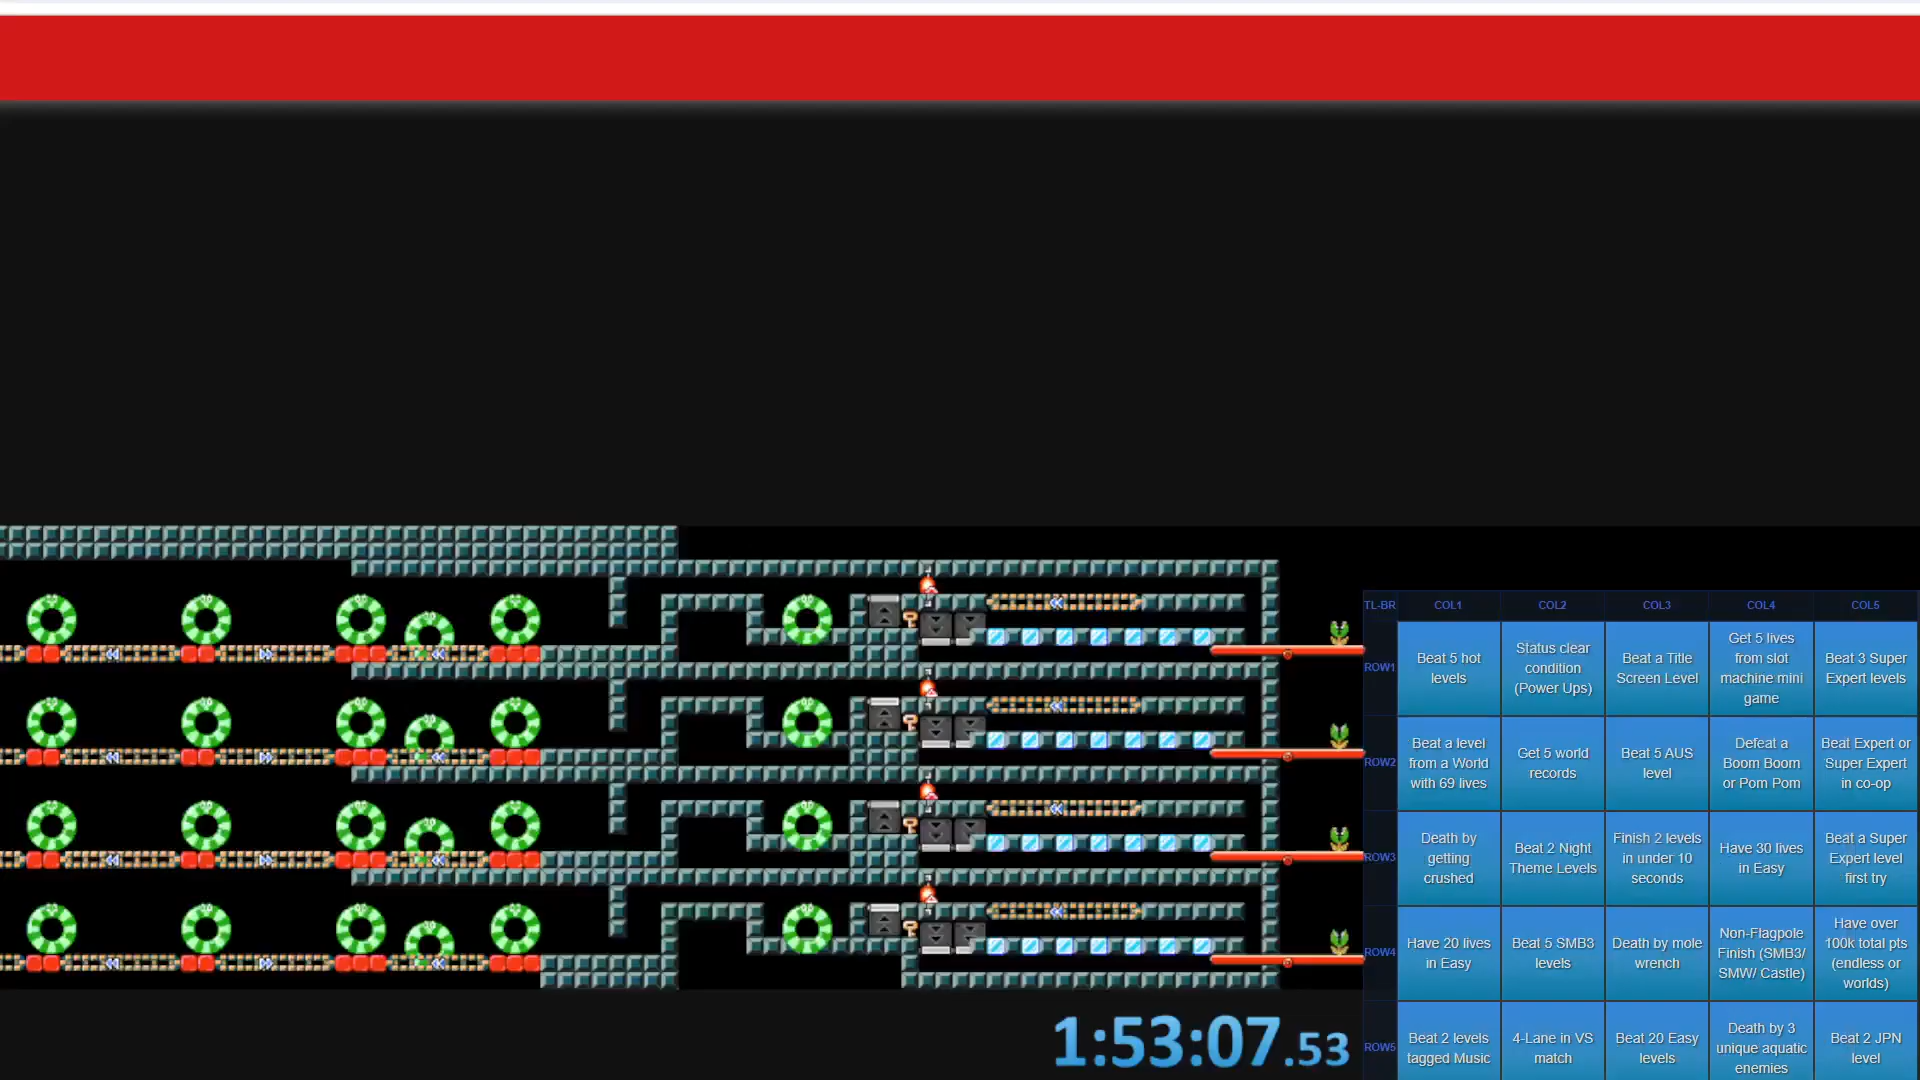 TL-BR COL1 COL2 COL3 COL4 COL5
ROW1
Beat 5 hot
levels
Status clear
condition
(Power Ups)
Beat a Title
Screen Level
Get 5 lives
from slot
machine mini
game
Beat 3 Super
Expert levels
ROW2
Beat a level
from a World
with 69 lives
Get 5 world
records
Beat 5 AUS
level
Defeat a
Boom Boom
or Pom Pom
Beat Expert or
Super Expert
in co-op
ROW3
Death by
getting
crushed
Beat 2 Night
Theme Levels
Finish 2 levels
in under 10
seconds
Have 30 lives
in Easy
Beat a Super
Expert level
first try
ROW4
Have 20 lives
in Easy
Beat 5 SMB3
levels
Death by mole
wrench
Non-Flagpole
Finish (SMB3/
SMW/ Castle)
Have over
100k total pts
(endless or
worlds)
ROW5
Beat 2 levels
tagged Music
4-Lane in VS
match
Beat 20 Easy
levels
Death by 3
unique aquatic
enemies
Beat 2 JPN
level
1:53:07.53